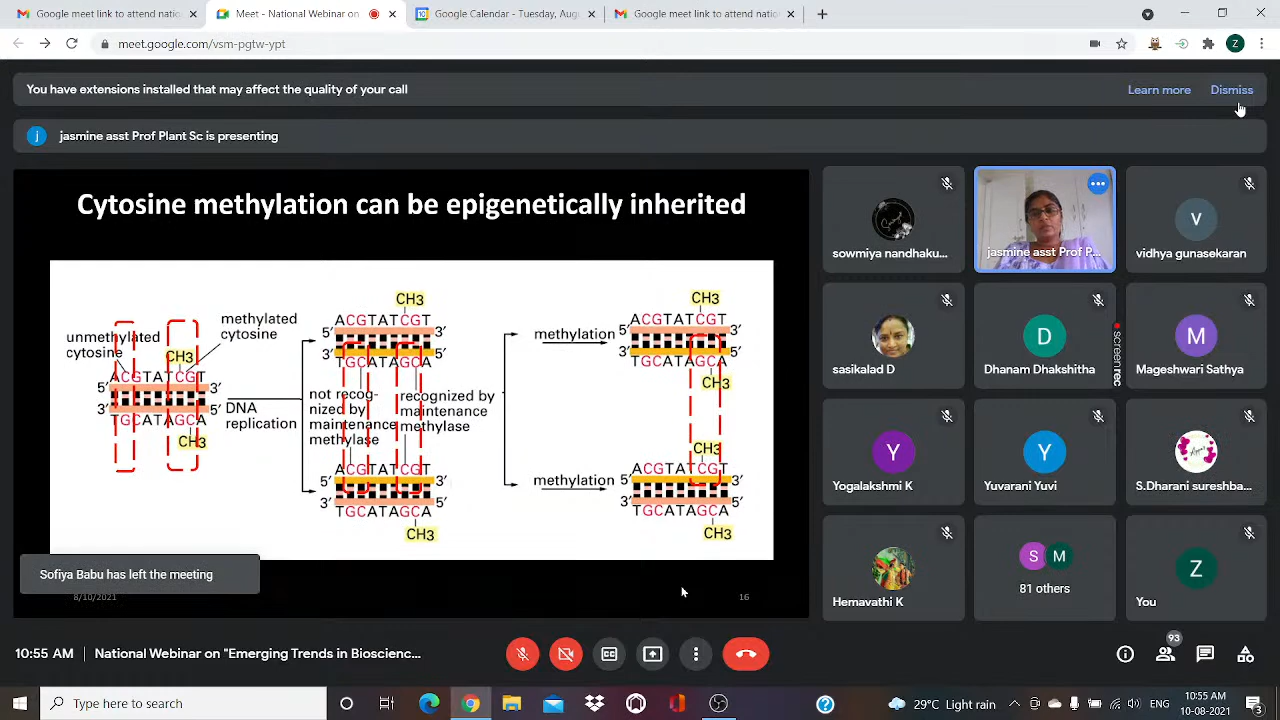 Google meet link to attend nation
Meet - National Webinar on
Google Calendar - Tuesday, Aug
Google meet link to attend natio
meet.google.com/vsm-pgtw-ypt
Z
You have extensions installed that may affect the quality of your call
Learn more
Dismiss
j
jasmine asst Prof Plant Sc is presenting
Cytosine methylation can be epigenetically inherited
unmethylated
cytosine
methylated
cytosine
CH3
ACGTATCGT
5′ 3′
3′ 5′
TGCATAGCA
CH3
DNA
replication
CH3
ACGTATCGT
5′ 3′
3′ 5′
TGCATAGCA
not recog-
nized by
maintenance
methylase
recognized by
maintenance
methylase
ACGTATCGT
5′ 3′
3′ 5′
TGCATAGCA
CH3
methylation
CH3
ACGTATCGT
5′ 3′
3′ 5′
TGCATAGCA
CH3
methylation
CH3
ACGTATCGT
5′ 3′
3′ 5′
TGCATAGCA
CH3
8/10/2021
16
Sofiya Babu has left the meeting
sowmiya nandhaku...
jasmine asst Prof P...
V
vidhya gunasekaran
saikalad D
D
Dhanam Dhakshitha
M
Mageshwari Sathya
screenrec
Y
Yogalakshmi K
Y
Yuvarani Yuvi
S.Dharani sureshba...
Hemavathi K
S M
81 others
Z
You
10:55 AM | National Webinar on "Emerging Trends in Bioscienc...
93
Type here to search
29°C Light rain
10:55 AM
10-08-2021
3